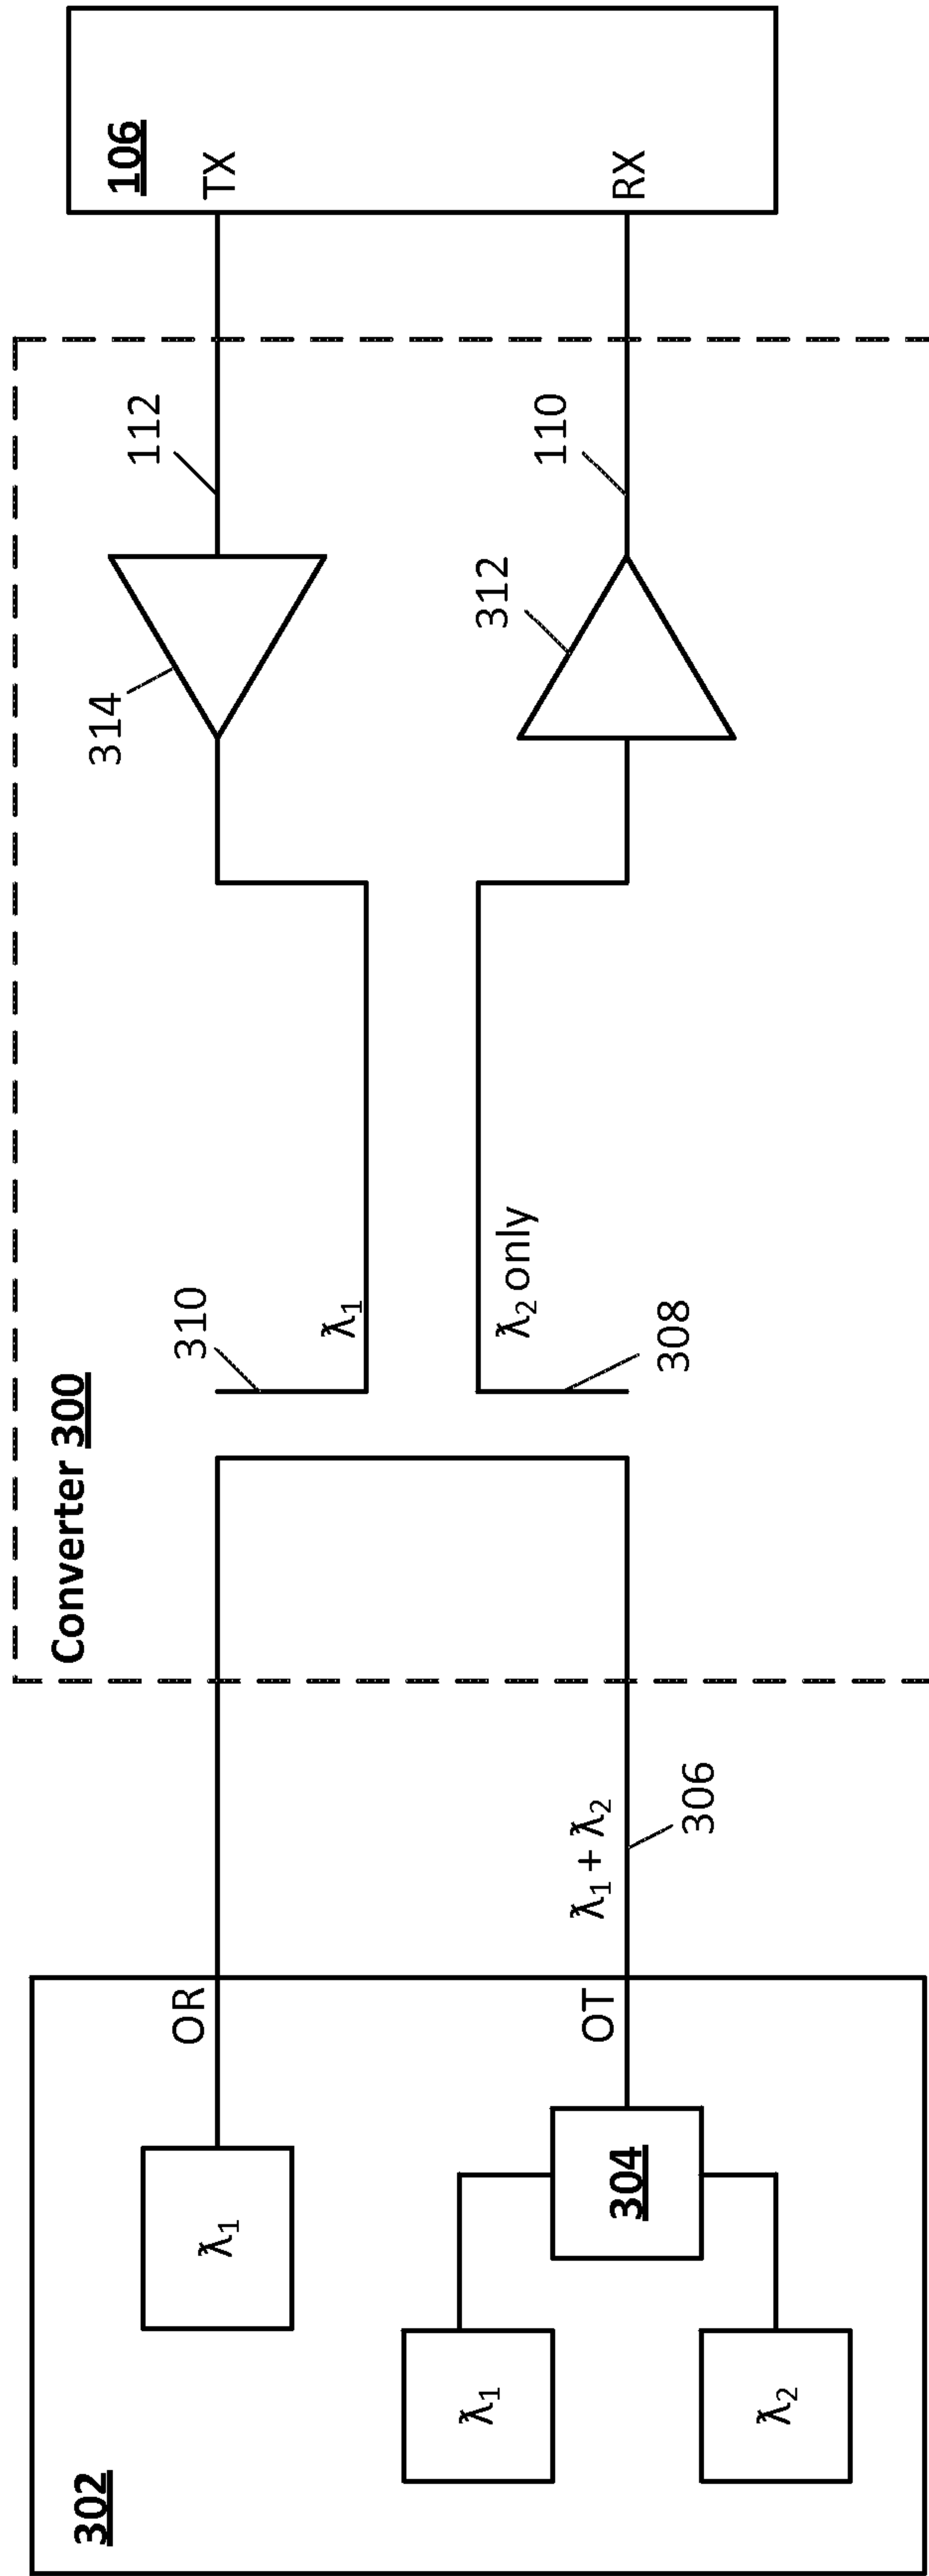 302
λ₁
λ₁
λ₂
304
OR
OT
λ₁ + λ₂
306
Converter 300
310
λ₁
λ₂ only
308
314
312
112
110
106
TX
RX